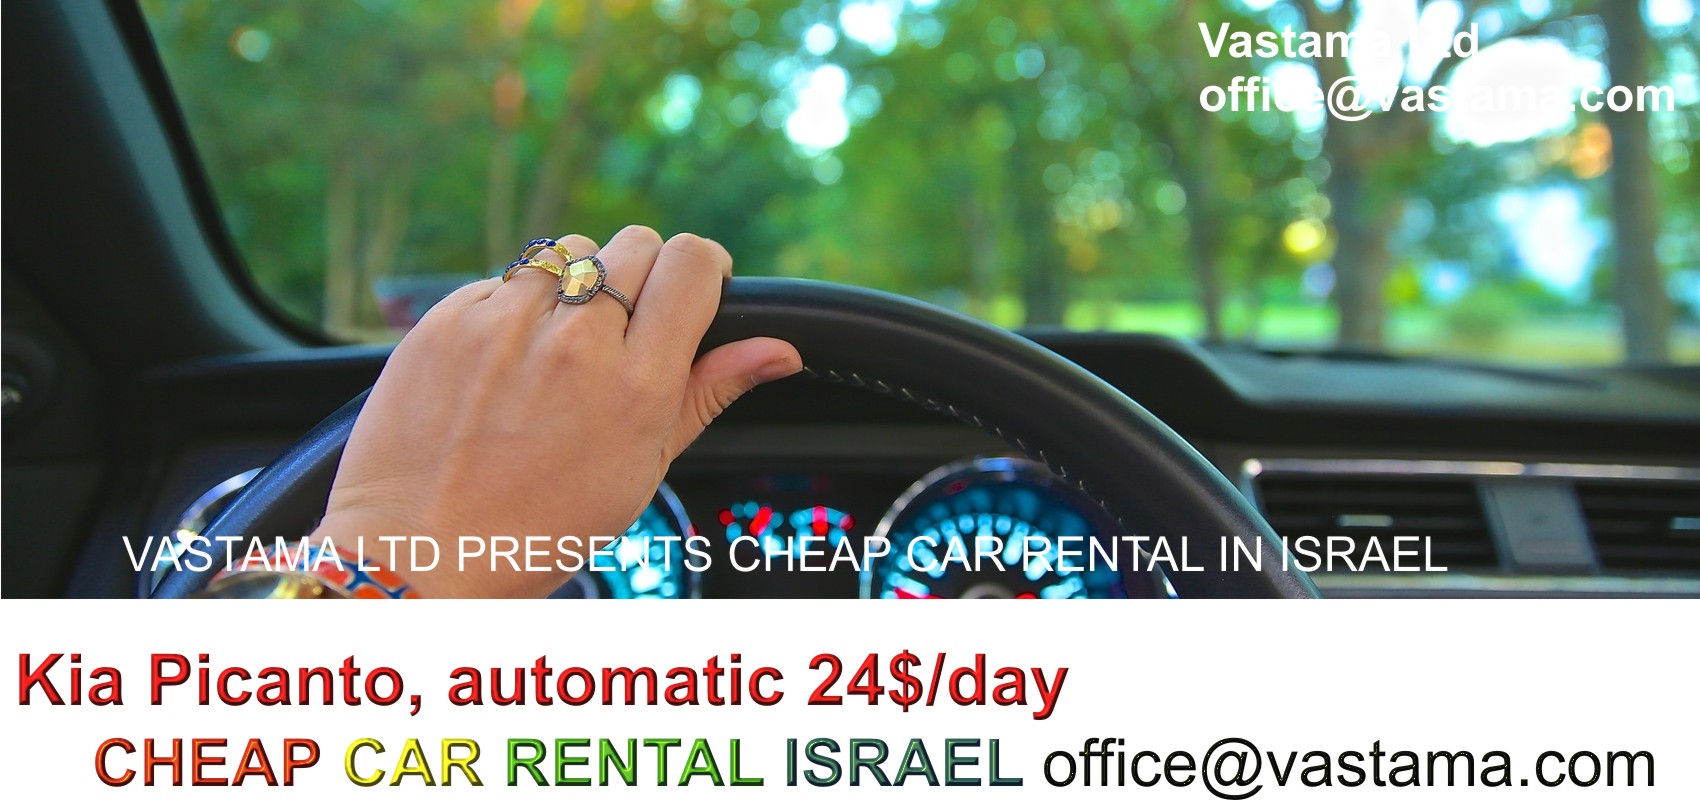 Vastama Ltd
office@vastama.com
VASTAMA LTD PRESENTS CHEAP CAR RENTAL IN ISRAEL
Kia Picanto, automatic 24$/day
CHEAP CAR RENTAL ISRAEL office@vastama.com